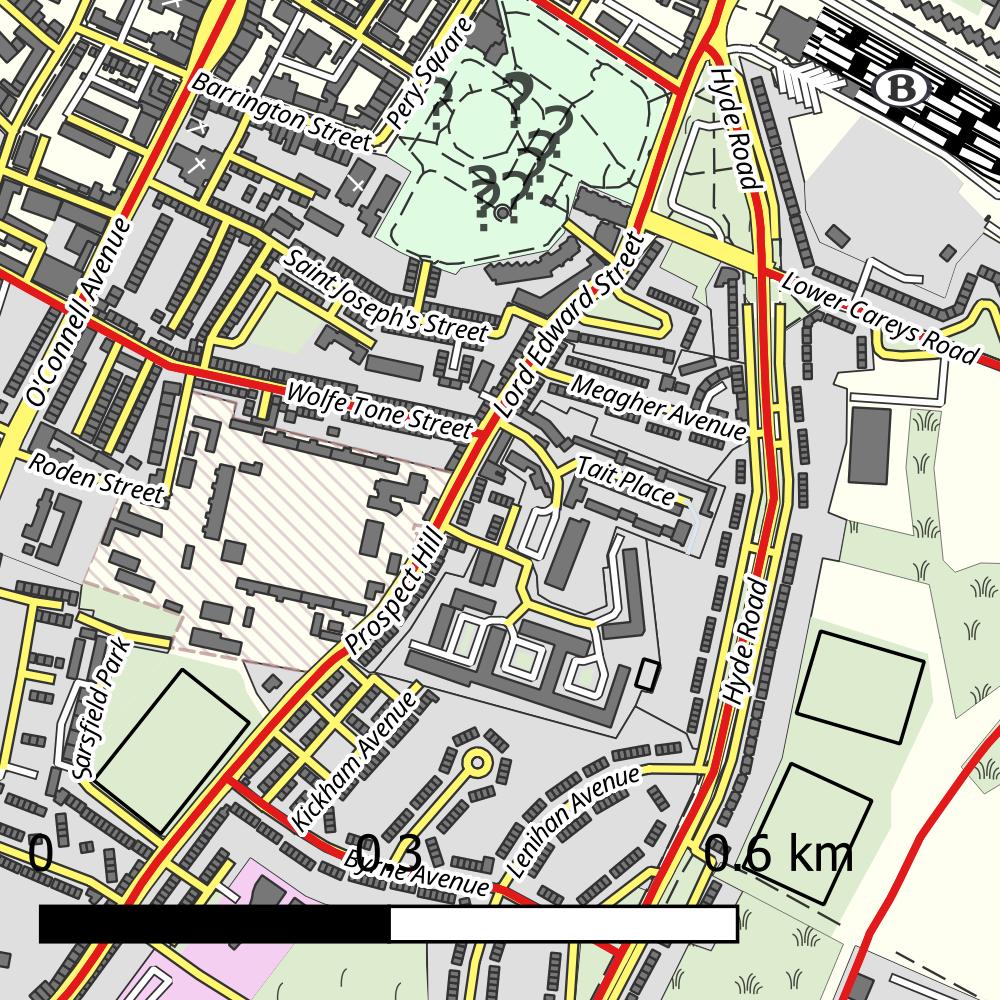 Pery Square
Barrington Street
Hyde Road
B
O'Connell Avenue
Saint Joseph's Street
Lord Edward Street
Lower Careys Road
Wolfe Tone Street
Meagher Avenue
Roden Street
Tait Place
Prospect Hill
Hyde Road
Sarsfield Park
Kickham Avenue
Lenihan Avenue
Byrne Avenue
0 0.3 0.6 km
? ? ? ? ? ?